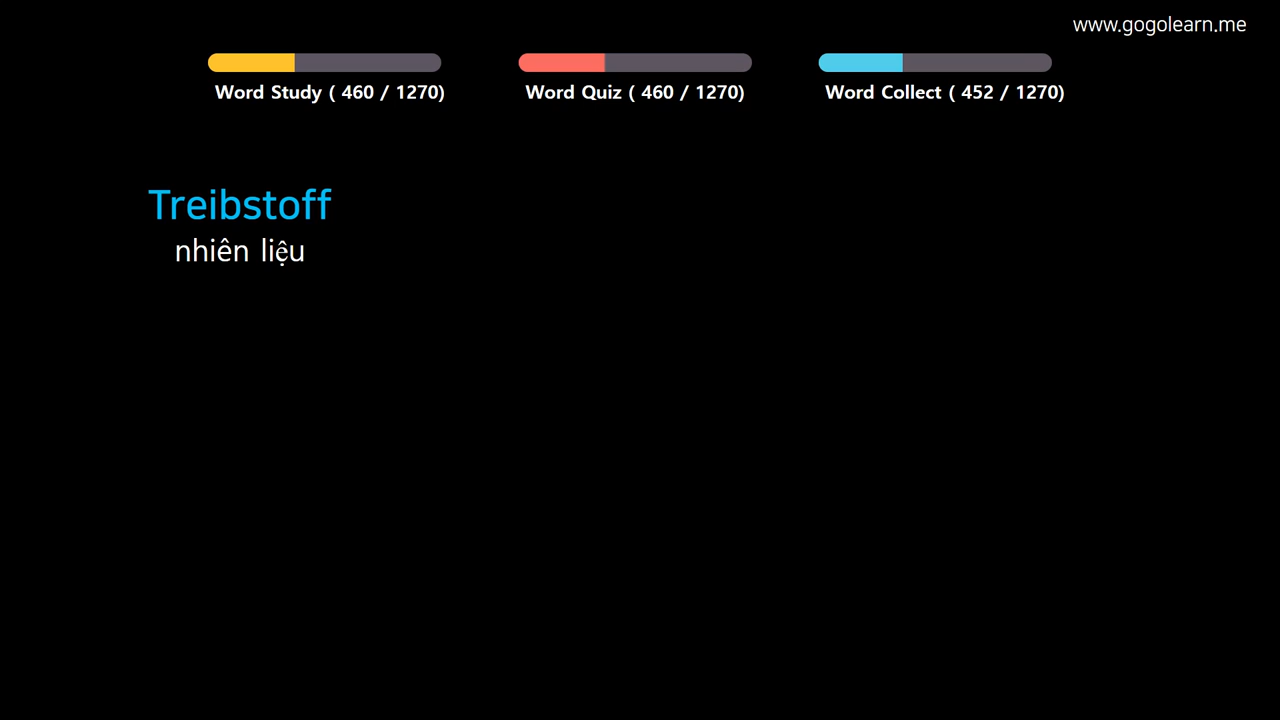 www.gogolearn.me
Word Study ( 460 / 1270)
Word Quiz ( 460 / 1270)
Word Collect ( 452 / 1270)
Treibstoff
nhiên liệu